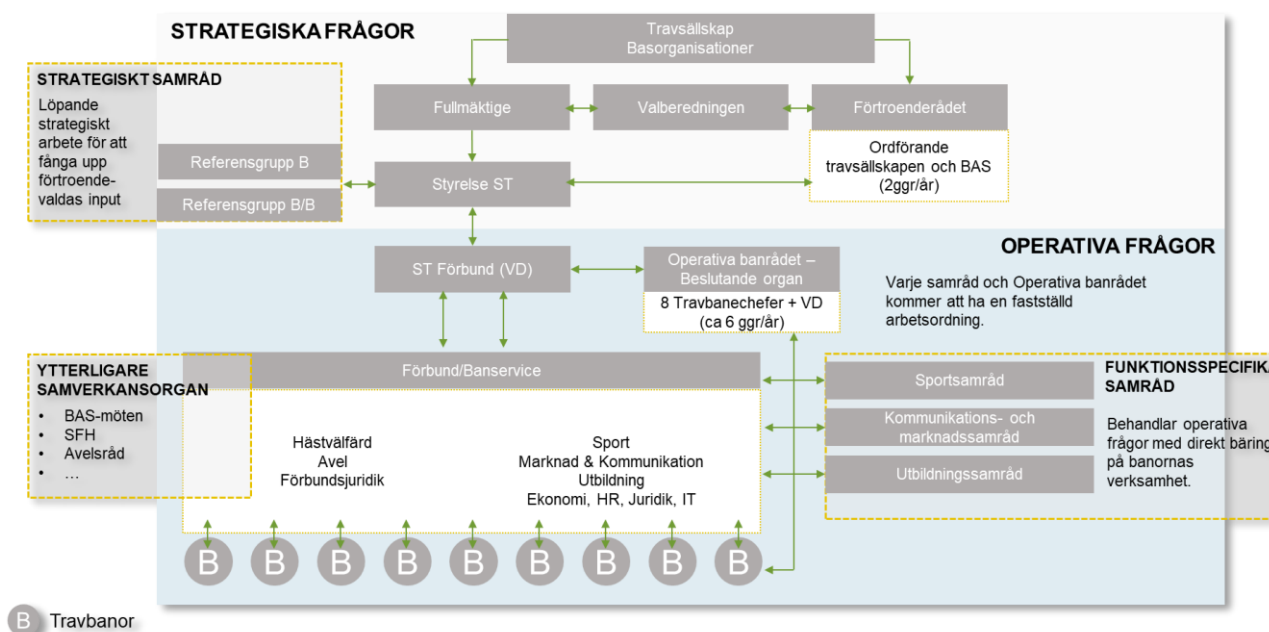 STRATEGISKA FRÅGOR
Travsällskap
Basorganisationer
STRATEGISKT SAMRÅD
Löpande
strategiskt
arbete för att
fånga upp
förtroende-
valdas input
Referensgrupp B
Referensgrupp B/B
Fullmäktige
Valberedningen
Förtroenderådet
Ordförande
travsällskapen och BAS
(2ggr/år)
Styrelse ST
OPERATIVA FRÅGOR
ST Förbund (VD)
Operativa banrådet –
Beslutande organ
8 Travbanechefer + VD
(ca 6 ggr/år)
Varje samråd och Operativa banrådet
kommer att ha en fastställd
arbetsordning.
YTTERLIGARE
SAMVERKANSORGAN
• BAS-möten
• SFH
• Avelsråd
• …
Förbund/Banservice
Hästvälfärd
Avel
Förbundsjuridik
Sport
Marknad & Kommunikation
Utbildning
Ekonomi, HR, Juridik, IT
Sportsamråd
Kommunikations- och
marknadssamråd
Utbildningssamråd
FUNKTIONSSPECIFIKA
SAMRÅD
Behandlar operativa
frågor med direkt bäring
på banornas
verksamhet.
B B B B B B B B B
B Travbanor